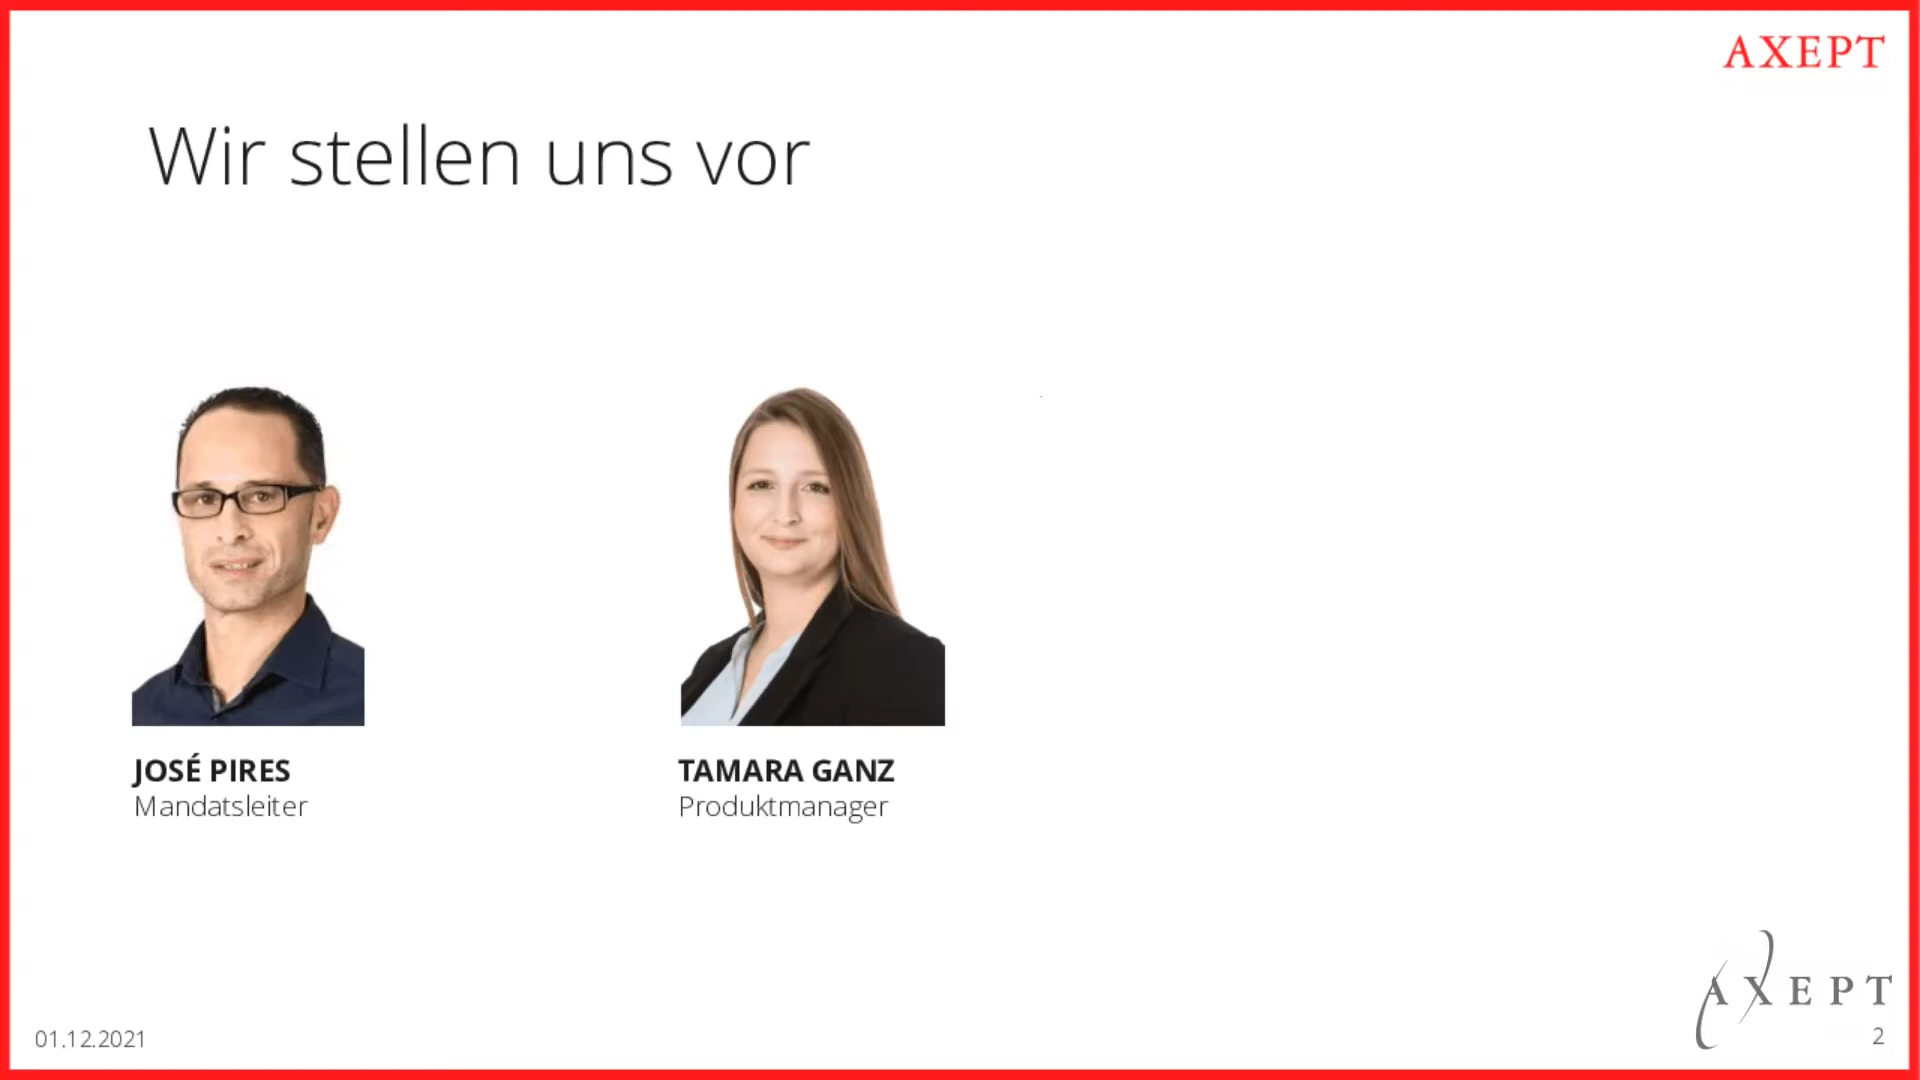 AXEPT
Wir stellen uns vor
JOSÉ PIRES
Mandatsleiter
TAMARA GANZ
Produktmanager
AXEPT
01.12.2021
2